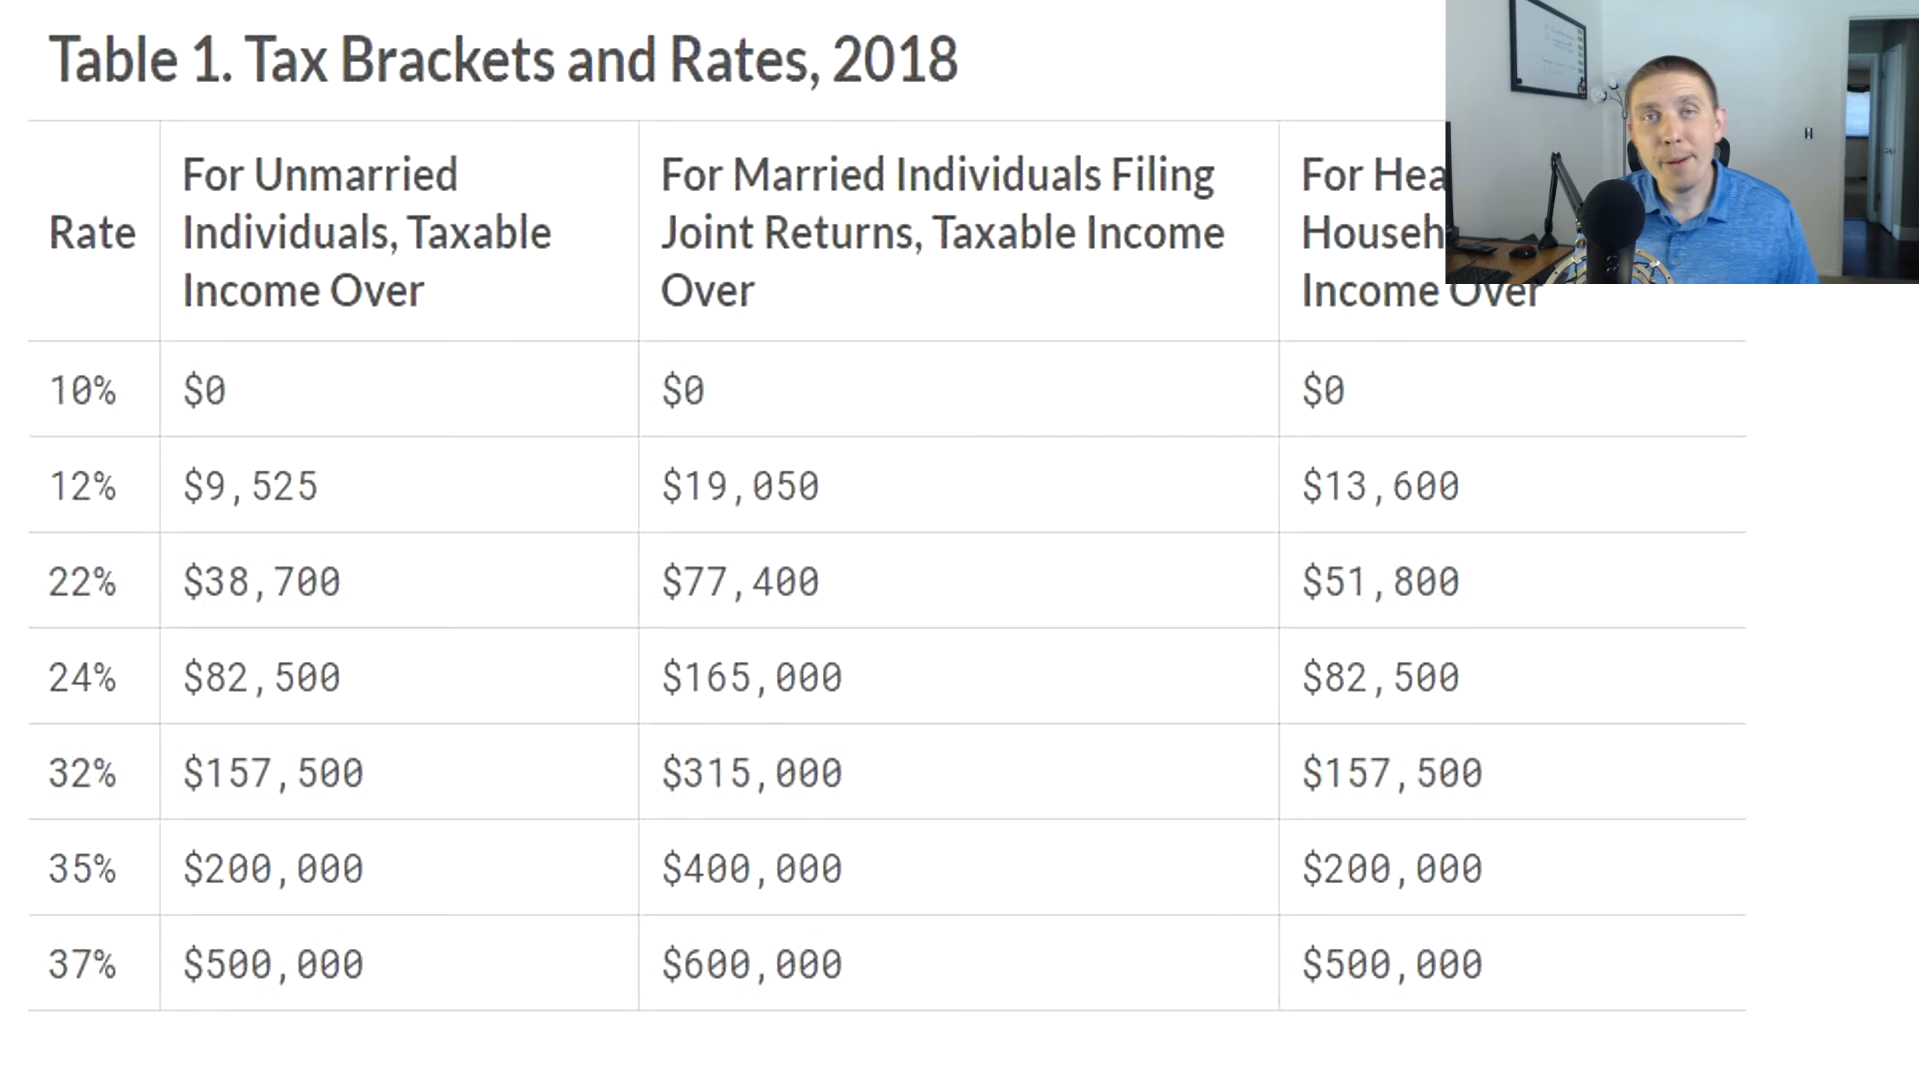 Table 1. Tax Brackets and Rates, 2018
Rate
For Unmarried
Individuals, Taxable
Income Over
For Married Individuals Filing
Joint Returns, Taxable Income
Over
For Hea
Househ
Income Over
10% $0 $0 $0
12% $9,525 $19,050 $13,600
22% $38,700 $77,400 $51,800
24% $82,500 $165,000 $82,500
32% $157,500 $315,000 $157,500
35% $200,000 $400,000 $200,000
37% $500,000 $600,000 $500,000